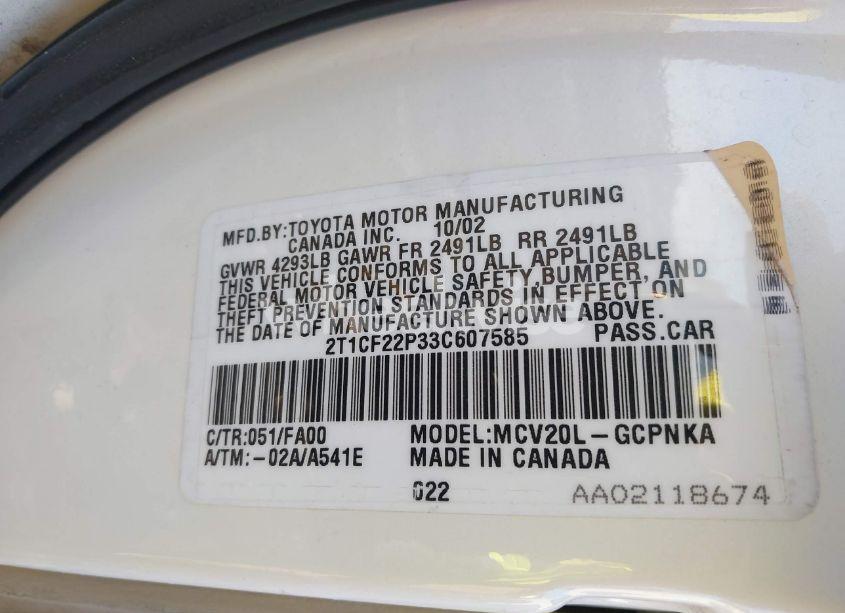 MFD.BY:TOYOTA MOTOR MANUFACTURING
CANADA INC. 10/02
GVWR 4293LB GAWR FR 2491LB RR 2491LB
THIS VEHICLE CONFORMS TO ALL APPLICABLE
FEDERAL MOTOR VEHICLE SAFETY,BUMPER, AND
THEFT PREVENTION STANDARDS IN EFFECT ON
THE DATE OF MANUFACTURE SHOWN ABOVE.
2T1CF22P33C607585 PASS.CAR
C/TR:051/FA00 MODEL:MCV20L-GCPNKA
A/TM:-02A/A541E MADE IN CANADA
022 AA02118674